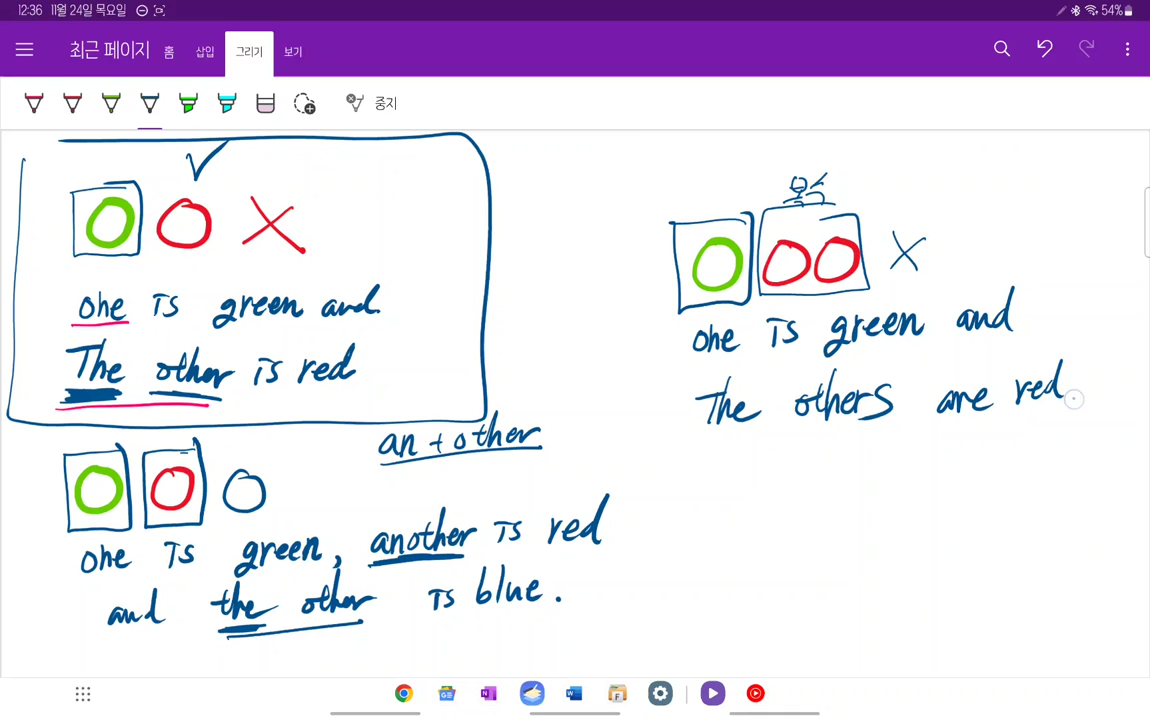 12:36 11월 24일 목요일
54%
최근 페이지 홈 삽입 그리기 보기
중지
one is green and
The other is red
an + other
one is green, another is red
and the other is blue.
one is green and
The others are red